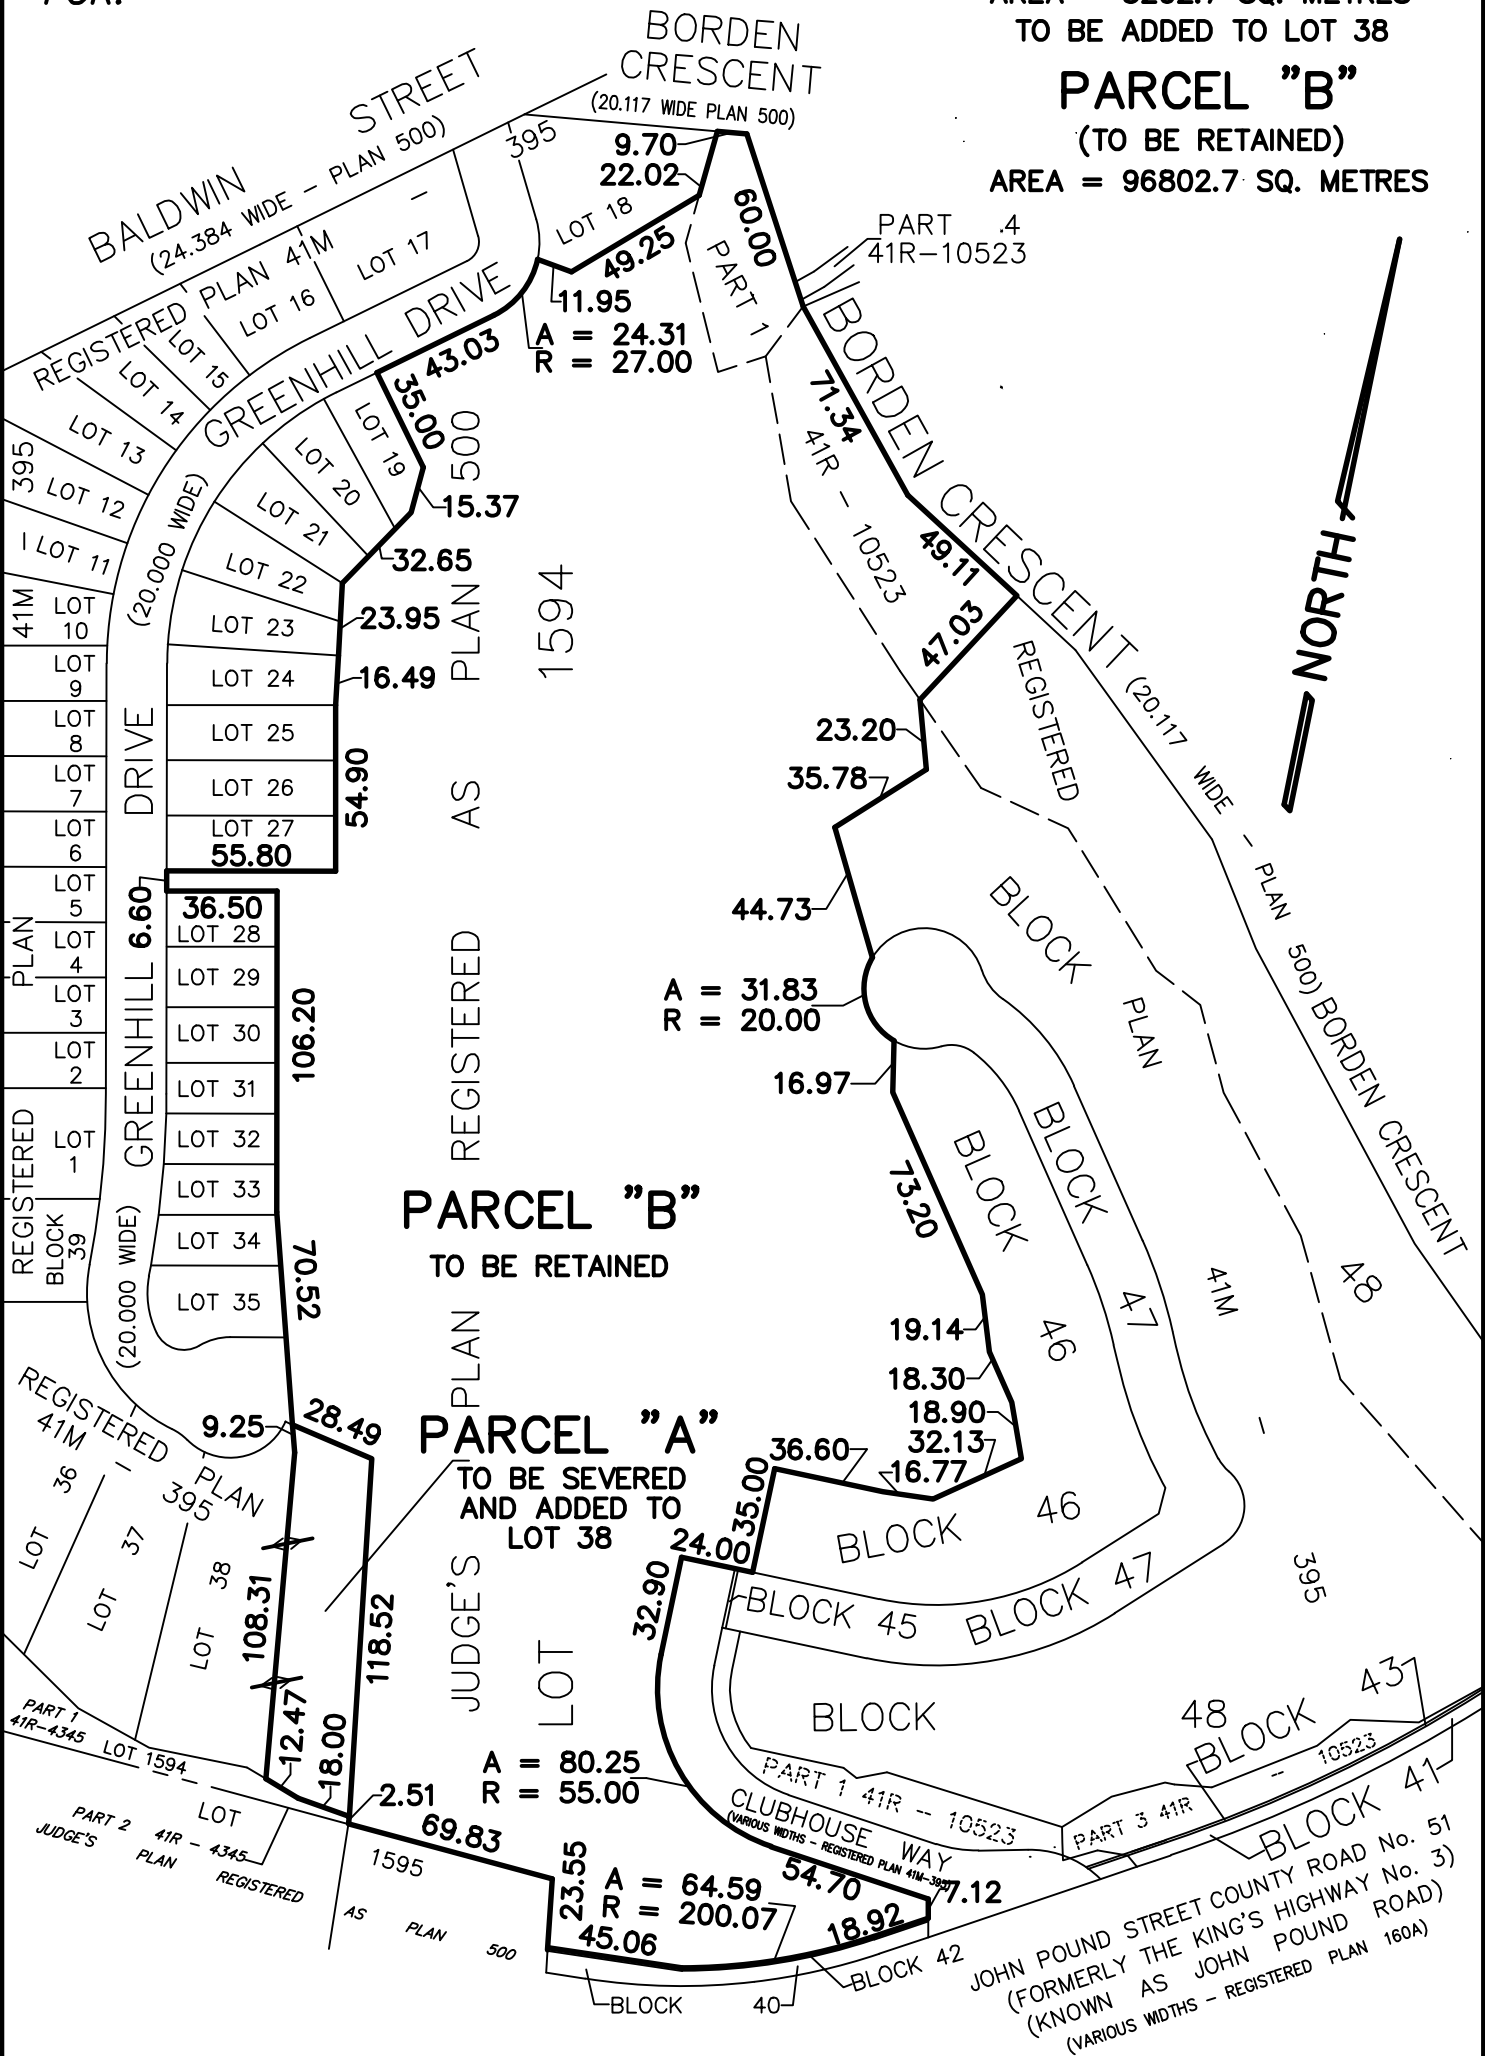 TO BE ADDED TO LOT 38
PARCEL "B"
(TO BE RETAINED)
AREA = 96802.7 SQ. METRES
BORDEN
CRESCENT
(20.117 WIDE PLAN 500)
BALDWIN STREET
(24.384 WIDE - PLAN 500)
395
9.70
22.02
LOT 18
49.25
60.00
PART 1
PART 4
41R-10523
REGISTERED PLAN 41M -
LOT 17
LOT 16
LOT 15
LOT 14
LOT 13
LOT 12
LOT 11
395
41M
LOT
10
LOT
9
LOT
8
LOT
7
LOT
6
LOT
5
LOT
4
LOT
3
LOT
2
LOT
1
BLOCK
39
REGISTERED PLAN
GREENHILL DRIVE
(20.000 WIDE)
GREENHILL DRIVE
(20.000 WIDE)
11.95
A = 24.31
R = 27.00
43.03
35.00
15.37
32.65
23.95
16.49
54.90
55.80
6.60
36.50
106.20
70.52
LOT 19
LOT 20
LOT 21
LOT 22
LOT 23
LOT 24
LOT 25
LOT 26
LOT 27
LOT 28
LOT 29
LOT 30
LOT 31
LOT 32
LOT 33
LOT 34
LOT 35
JUDGE'S PLAN REGISTERED AS PLAN 500
LOT 1594
BORDEN CRESCENT (20.117 WIDE - PLAN 500)
BORDEN CRESCENT
NORTH
71.34
41R - 10523
49.11
47.03
23.20
35.78
44.73
A = 31.83
R = 20.00
16.97
73.20
19.14
18.30
18.90
32.13
16.77
36.60
35.00
24.00
32.90
REGISTERED PLAN 41M - 395
BLOCK 48
BLOCK 47
BLOCK 46
PARCEL "B"
TO BE RETAINED
PARCEL "A"
TO BE SEVERED
AND ADDED TO
LOT 38
9.25
28.49
108.31
118.52
12.47
18.00
2.51
69.83
REGISTERED PLAN
41M - 395
LOT 36
LOT 37
LOT 38
PART 1
41R-4345
LOT 1594
PART 2 41R - 4345
LOT 1595
JUDGE'S PLAN REGISTERED AS PLAN 500
BLOCK 46
BLOCK 47
BLOCK 45
BLOCK 48
BLOCK 43
BLOCK 41
PART 1 41R -- 10523
PART 3 41R -- 10523
A = 80.25
R = 55.00
CLUBHOUSE WAY
(VARIOUS WIDTHS - REGISTERED PLAN 41M-395)
54.70
7.12
18.92
A = 64.59
R = 200.07
23.55
45.06
BLOCK 40
BLOCK 42
JOHN POUND STREET COUNTY ROAD No. 51
(FORMERLY THE KING'S HIGHWAY No. 3)
(KNOWN AS JOHN POUND ROAD)
(VARIOUS WIDTHS - REGISTERED PLAN 160A)